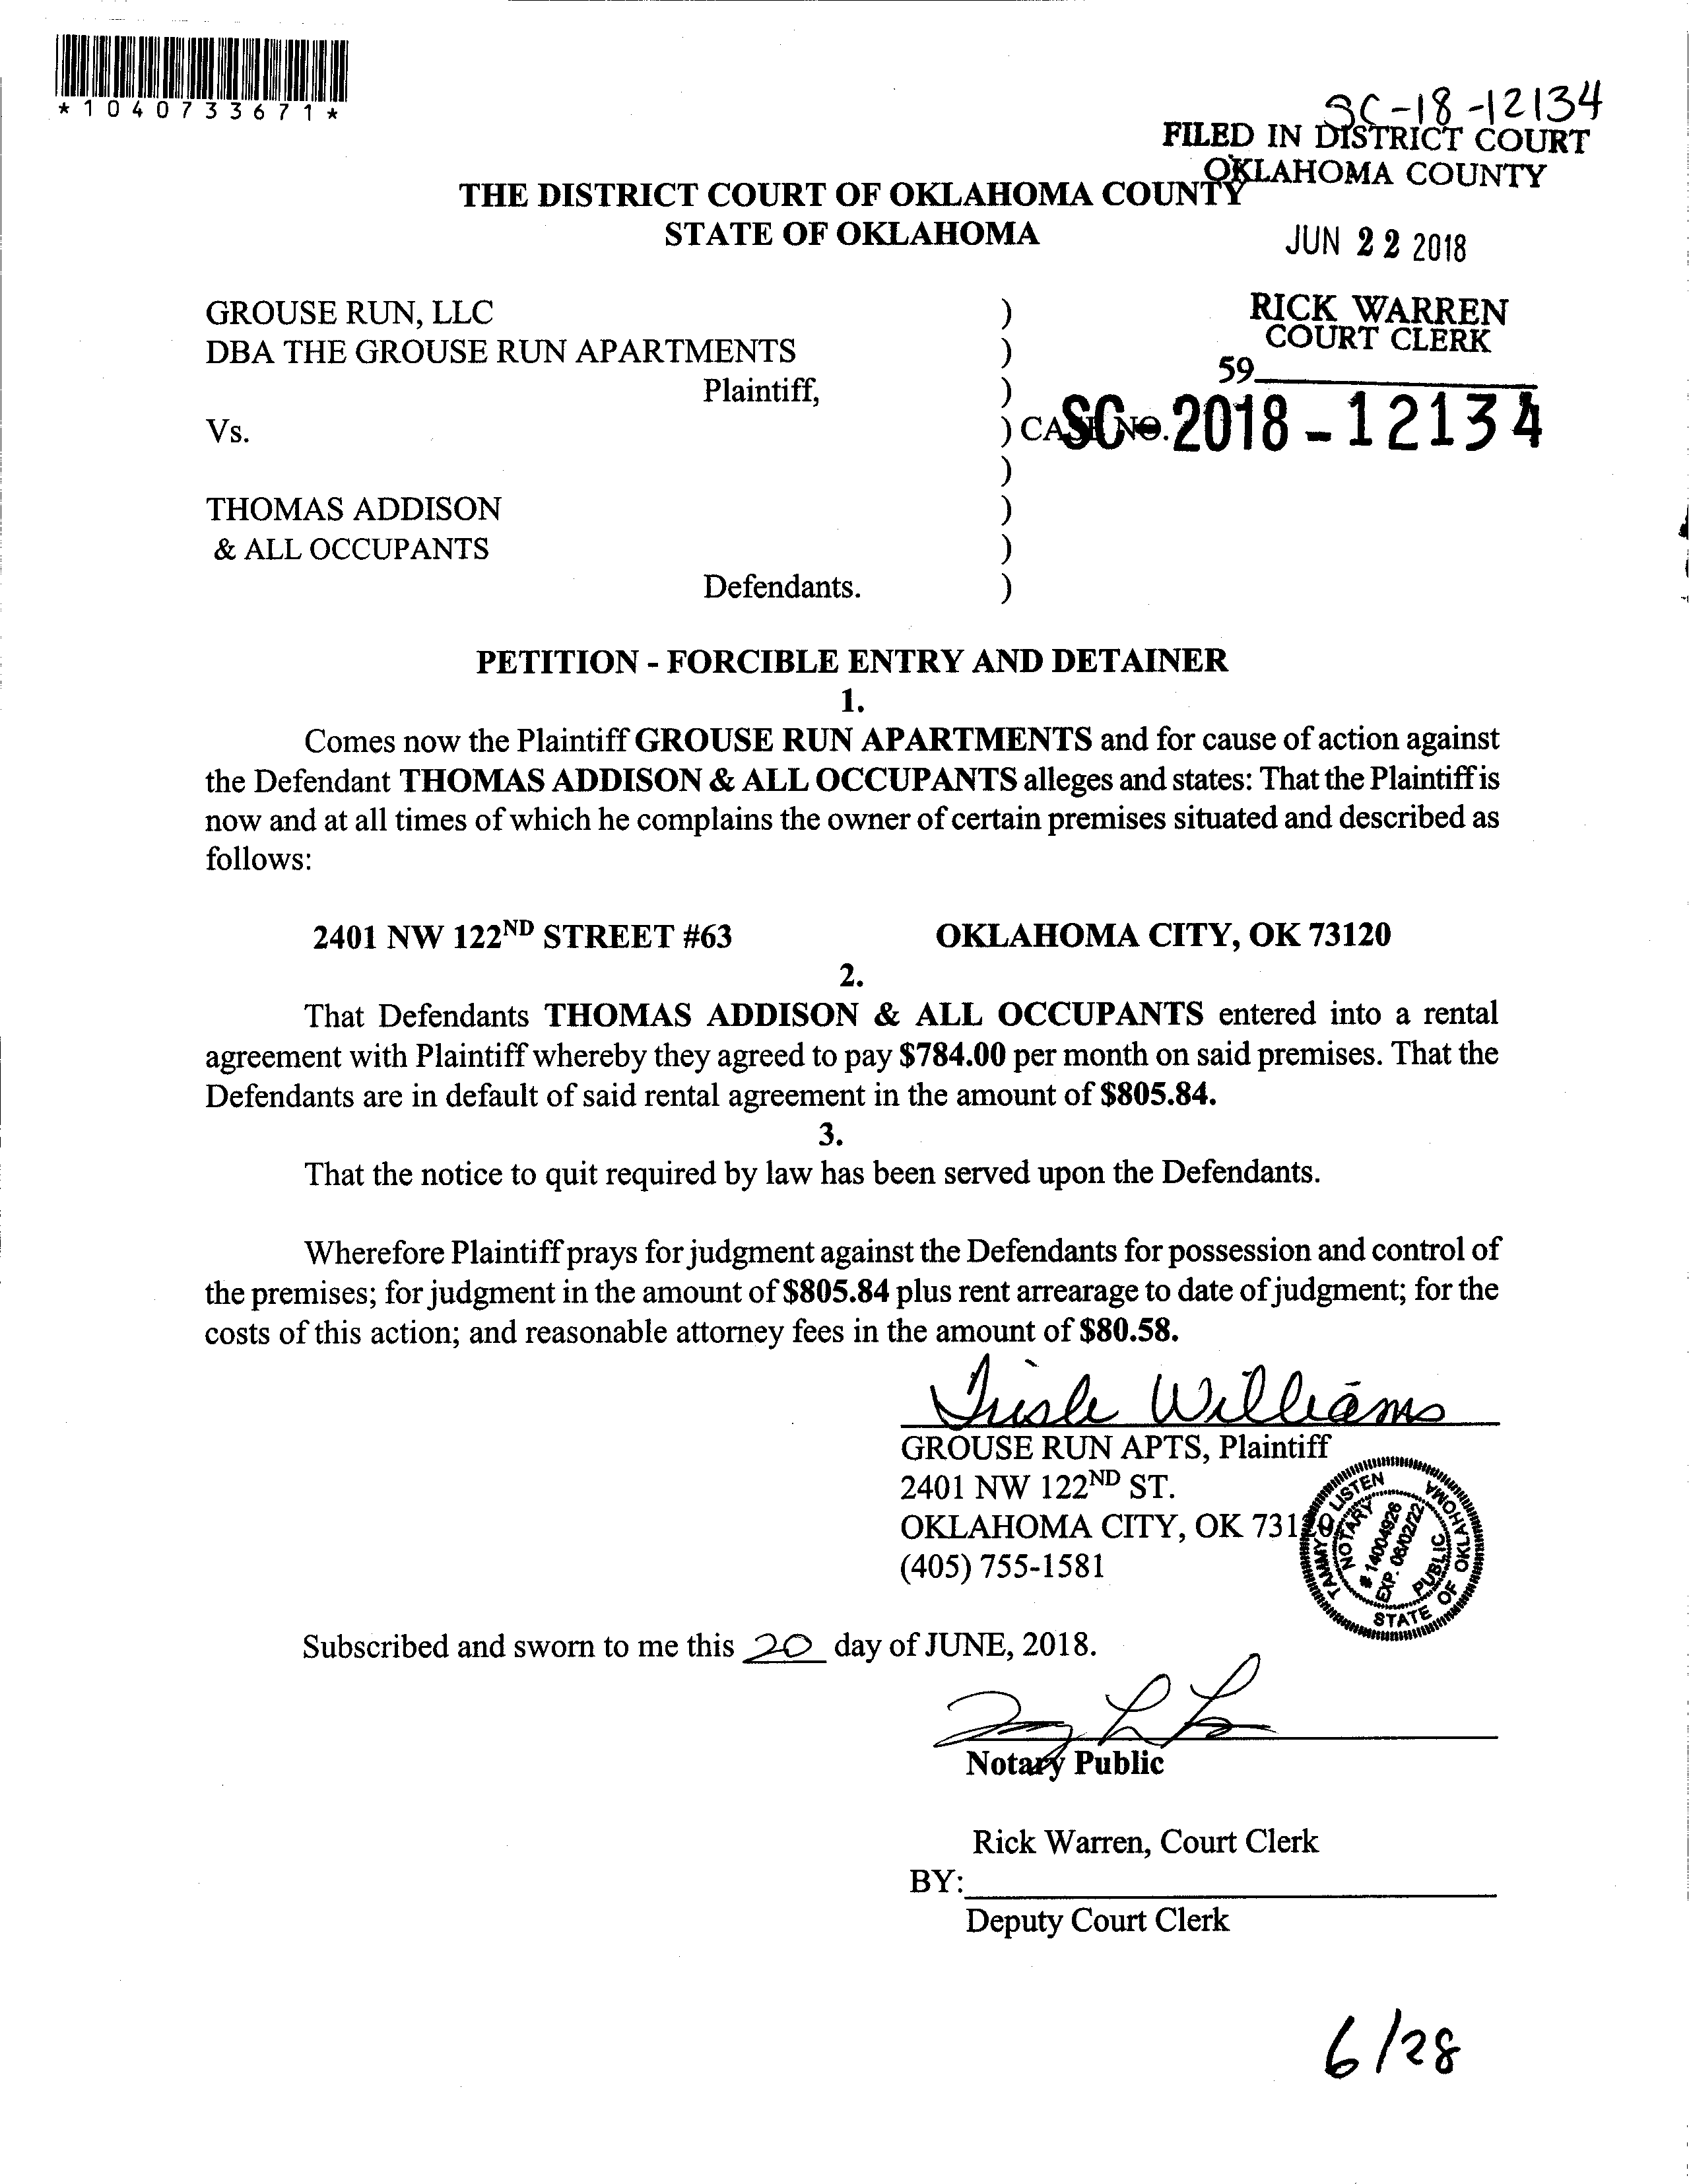 *1040733671*
SC-18-12134
FILED IN DISTRICT COURT
OKLAHOMA COUNTY
THE DISTRICT COURT OF OKLAHOMA COUNTY
STATE OF OKLAHOMA
JUN 22 2018
GROUSE RUN, LLC )
RICK WARREN
COURT CLERK
DBA THE GROUSE RUN APARTMENTS )
59
Plaintiff, )
Vs. ) CASE NO. SC-2018-12134
)
THOMAS ADDISON )
& ALL OCCUPANTS )
Defendants. )
PETITION - FORCIBLE ENTRY AND DETAINER
1.
Comes now the Plaintiff GROUSE RUN APARTMENTS and for cause of action against
the Defendant THOMAS ADDISON & ALL OCCUPANTS alleges and states: That the Plaintiff is
now and at all times of which he complains the owner of certain premises situated and described as
follows:
2401 NW 122ND STREET #63 OKLAHOMA CITY, OK 73120
2.
That Defendants THOMAS ADDISON & ALL OCCUPANTS entered into a rental
agreement with Plaintiff whereby they agreed to pay $784.00 per month on said premises. That the
Defendants are in default of said rental agreement in the amount of $805.84.
3.
That the notice to quit required by law has been served upon the Defendants.
Wherefore Plaintiff prays for judgment against the Defendants for possession and control of
the premises; for judgment in the amount of $805.84 plus rent arrearage to date of judgment; for the
costs of this action; and reasonable attorney fees in the amount of $80.58.
Williams
GROUSE RUN APTS, Plaintiff
2401 NW 122ND ST.
OKLAHOMA CITY, OK 731
(405) 755-1581
TAMMY LISTEN
NOTARY
# 14004926
EXP. 06/02/22
PUBLIC
STATE OF OKLAHOMA
Subscribed and sworn to me this 20 day of JUNE, 2018.
Notary Public
Rick Warren, Court Clerk
BY:
Deputy Court Clerk
6/28